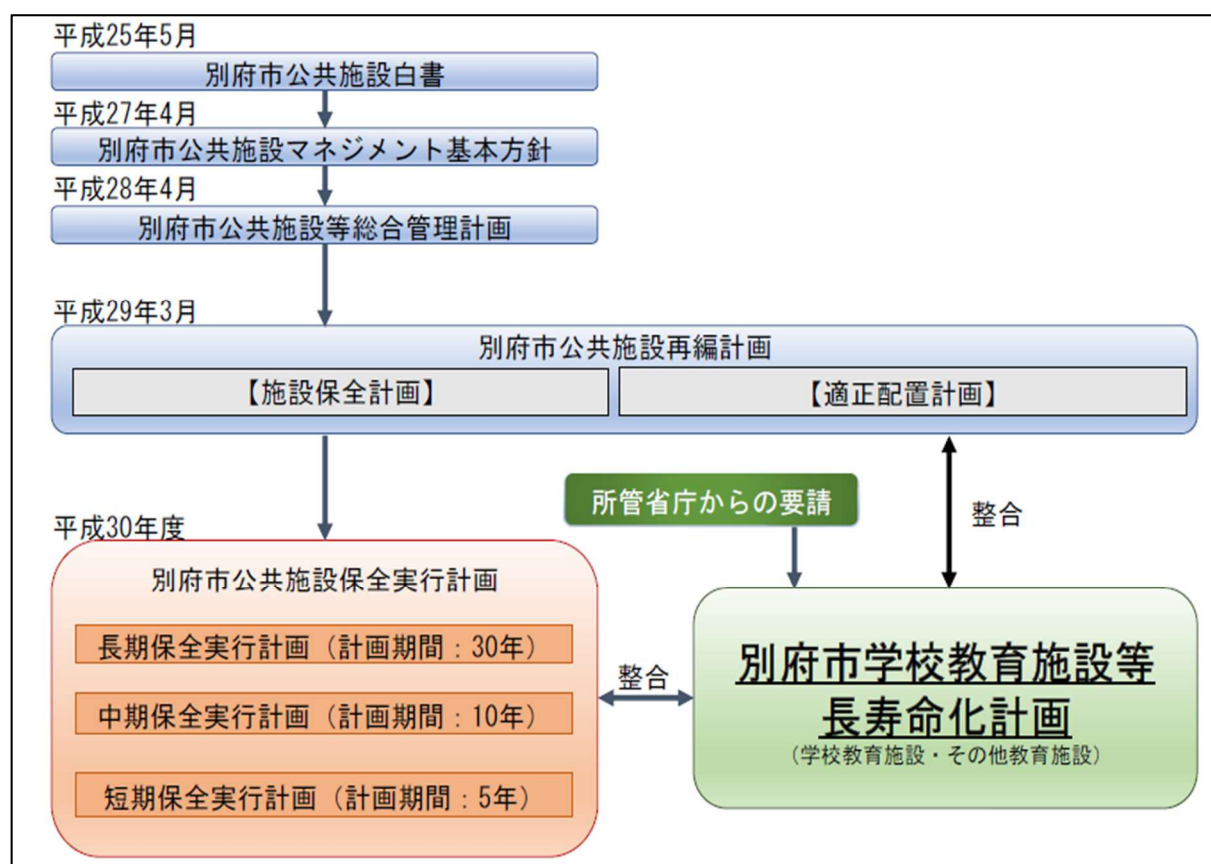 平成25年5月
別府市公共施設白書
平成27年4月
別府市公共施設マネジメント基本方針
平成28年4月
別府市公共施設等総合管理計画
平成29年3月
別府市公共施設再編計画
【施設保全計画】
【適正配置計画】
所管省庁からの要請
整合
平成30年度
別府市公共施設保全実行計画
長期保全実行計画（計画期間：30年）
中期保全実行計画（計画期間：10年）
短期保全実行計画（計画期間：5年）
整合
別府市学校教育施設等
長寿命化計画
（学校教育施設・その他教育施設）